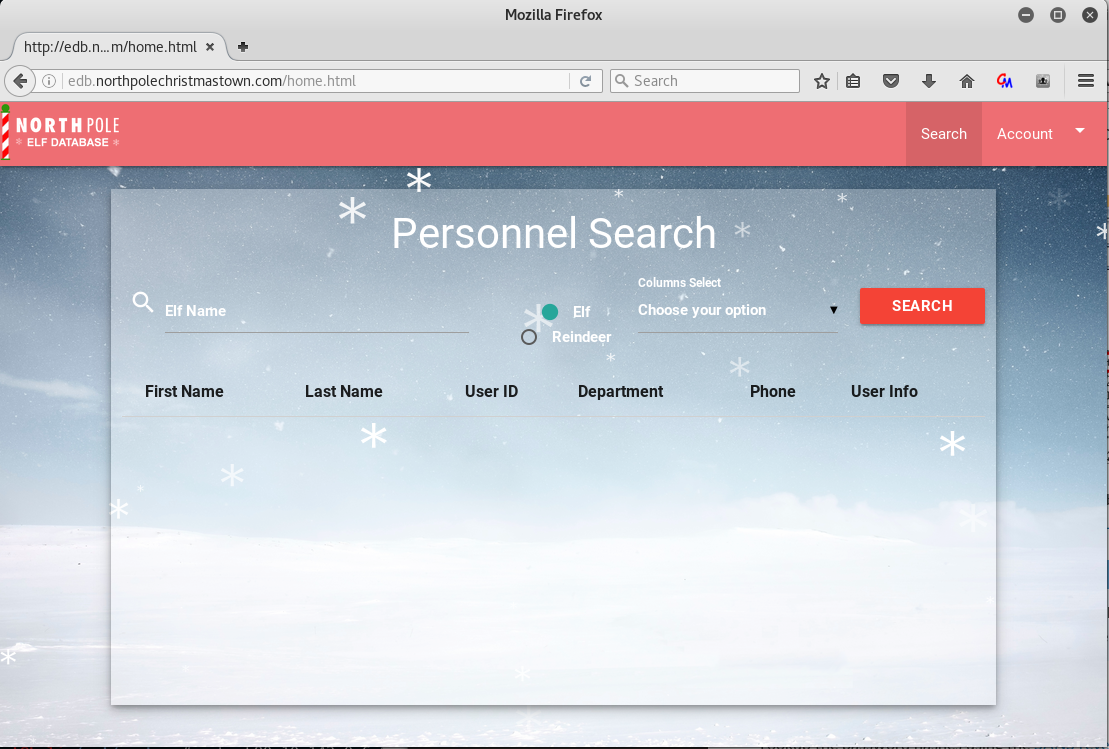 Mozilla Firefox
http://edb.n...m/home.html
edb.northpolechristmastown.com/home.html
Search
NORTH POLE
ELF DATABASE
Search
Account
Personnel Search
Columns Select
Elf Name
Elf
Choose your option
SEARCH
Reindeer
First Name Last Name User ID Department Phone User Info